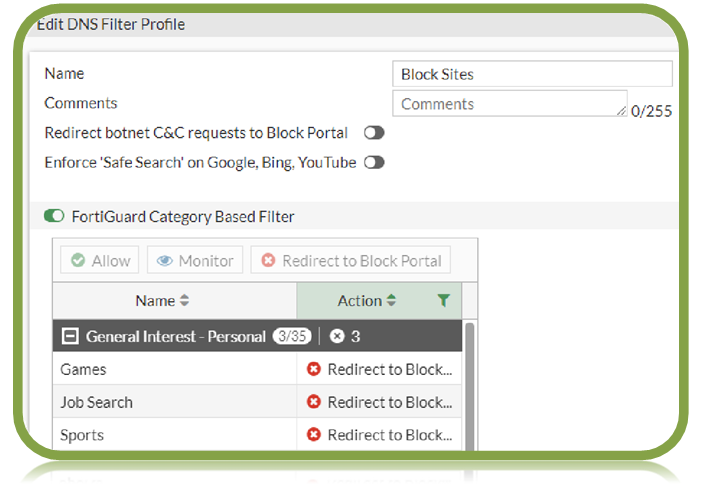 Edit DNS Filter Profile
Name Block Sites
Comments Comments 0/255
Redirect botnet C&C requests to Block Portal
Enforce 'Safe Search' on Google, Bing, YouTube
FortiGuard Category Based Filter
Allow Monitor Redirect to Block Portal
Name Action
General Interest - Personal 3/35 3
Games Redirect to Block...
Job Search Redirect to Block...
Sports Redirect to Block...